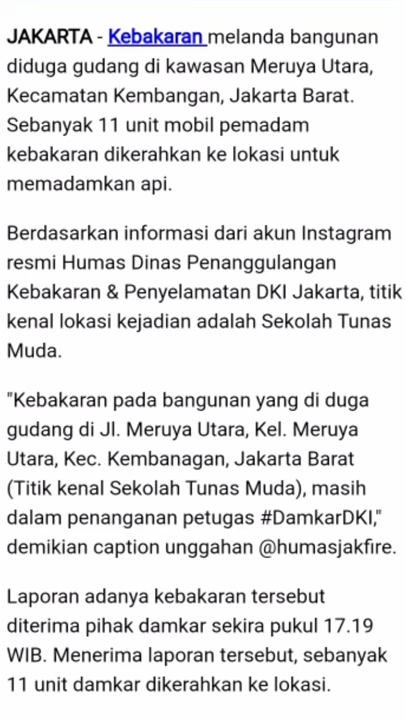 JAKARTA - Kebakaran melanda bangunan
diduga gudang di kawasan Meruya Utara,
Kecamatan Kembangan, Jakarta Barat.
Sebanyak 11 unit mobil pemadam
kebakaran dikerahkan ke lokasi untuk
memadamkan api.
Berdasarkan informasi dari akun Instagram
resmi Humas Dinas Penanggulangan
Kebakaran & Penyelamatan DKI Jakarta, titik
kenal lokasi kejadian adalah Sekolah Tunas
Muda.
"Kebakaran pada bangunan yang di duga
gudang di Jl. Meruya Utara, Kel. Meruya
Utara, Kec. Kembanagan, Jakarta Barat
(Titik kenal Sekolah Tunas Muda), masih
dalam penanganan petugas #DamkarDKI,"
demikian caption unggahan @humasjakfire.
Laporan adanya kebakaran tersebut
diterima pihak damkar sekira pukul 17.19
WIB. Menerima laporan tersebut, sebanyak
11 unit damkar dikerahkan ke lokasi.